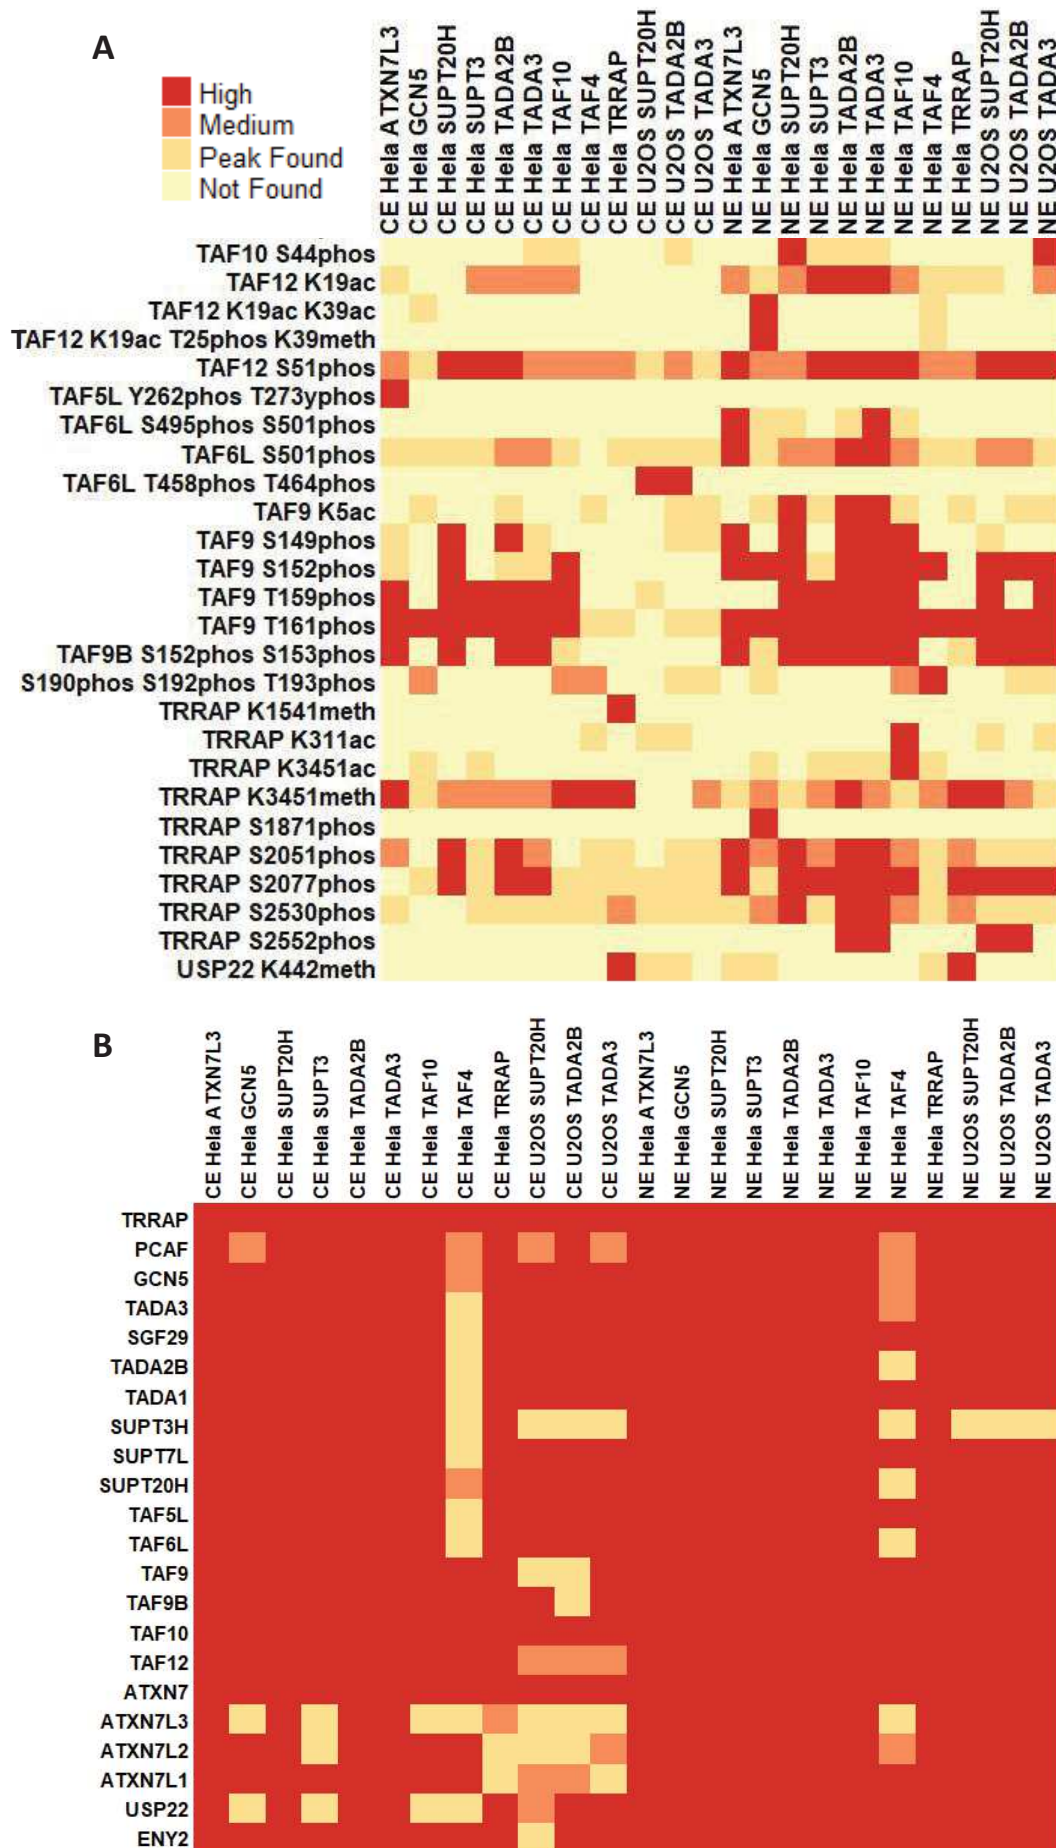 A
High
Medium
Peak Found
Not Found
CE Hela ATXN7L3
CE Hela GCN5
CE Hela SUPT20H
CE Hela SUPT3
CE Hela TADA2B
CE Hela TADA3
CE Hela TAF10
CE Hela TAF4
CE Hela TRRAP
CE U2OS SUPT20H
CE U2OS TADA2B
CE U2OS TADA3
NE Hela ATXN7L3
NE Hela GCN5
NE Hela SUPT20H
NE Hela SUPT3
NE Hela TADA2B
NE Hela TADA3
NE Hela TAF10
NE Hela TAF4
NE Hela TRRAP
NE U2OS SUPT20H
NE U2OS TADA2B
NE U2OS TADA3
TAF10 S44phos
TAF12 K19ac
TAF12 K19ac K39ac
TAF12 K19ac T25phos K39meth
TAF12 S51phos
TAF5L Y262phos T273yphos
TAF6L S495phos S501phos
TAF6L S501phos
TAF6L T458phos T464phos
TAF9 K5ac
TAF9 S149phos
TAF9 S152phos
TAF9 T159phos
TAF9 T161phos
TAF9B S152phos S153phos
S190phos S192phos T193phos
TRRAP K1541meth
TRRAP K311ac
TRRAP K3451ac
TRRAP K3451meth
TRRAP S1871phos
TRRAP S2051phos
TRRAP S2077phos
TRRAP S2530phos
TRRAP S2552phos
USP22 K442meth
B
CE Hela ATXN7L3
CE Hela GCN5
CE Hela SUPT20H
CE Hela SUPT3
CE Hela TADA2B
CE Hela TADA3
CE Hela TAF10
CE Hela TAF4
CE Hela TRRAP
CE U2OS SUPT20H
CE U2OS TADA2B
CE U2OS TADA3
NE Hela ATXN7L3
NE Hela GCN5
NE Hela SUPT20H
NE Hela SUPT3
NE Hela TADA2B
NE Hela TADA3
NE Hela TAF10
NE Hela TAF4
NE Hela TRRAP
NE U2OS SUPT20H
NE U2OS TADA2B
NE U2OS TADA3
TRRAP
PCAF
GCN5
TADA3
SGF29
TADA2B
TADA1
SUPT3H
SUPT7L
SUPT20H
TAF5L
TAF6L
TAF9
TAF9B
TAF10
TAF12
ATXN7
ATXN7L3
ATXN7L2
ATXN7L1
USP22
ENY2